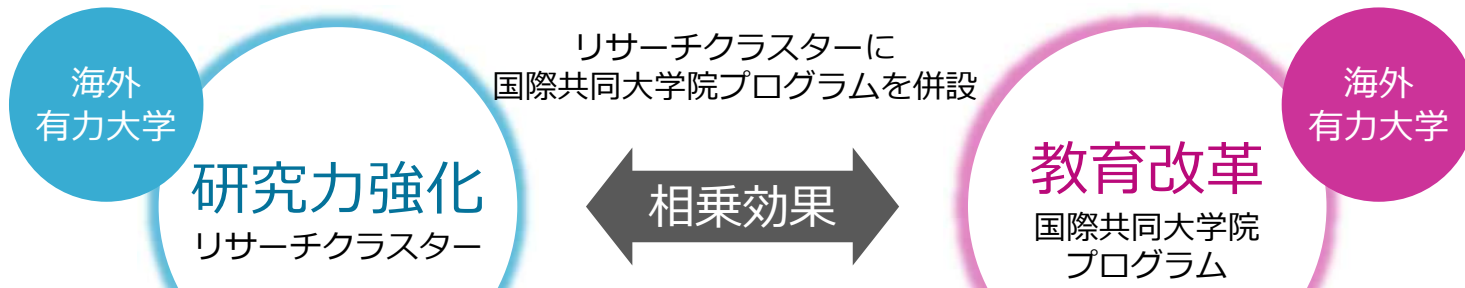 海外
有力大学
研究力強化
リサーチクラスター
リサーチクラスターに
国際共同大学院プログラムを併設
相乗効果
海外
有力大学
教育改革
国際共同大学院
プログラム